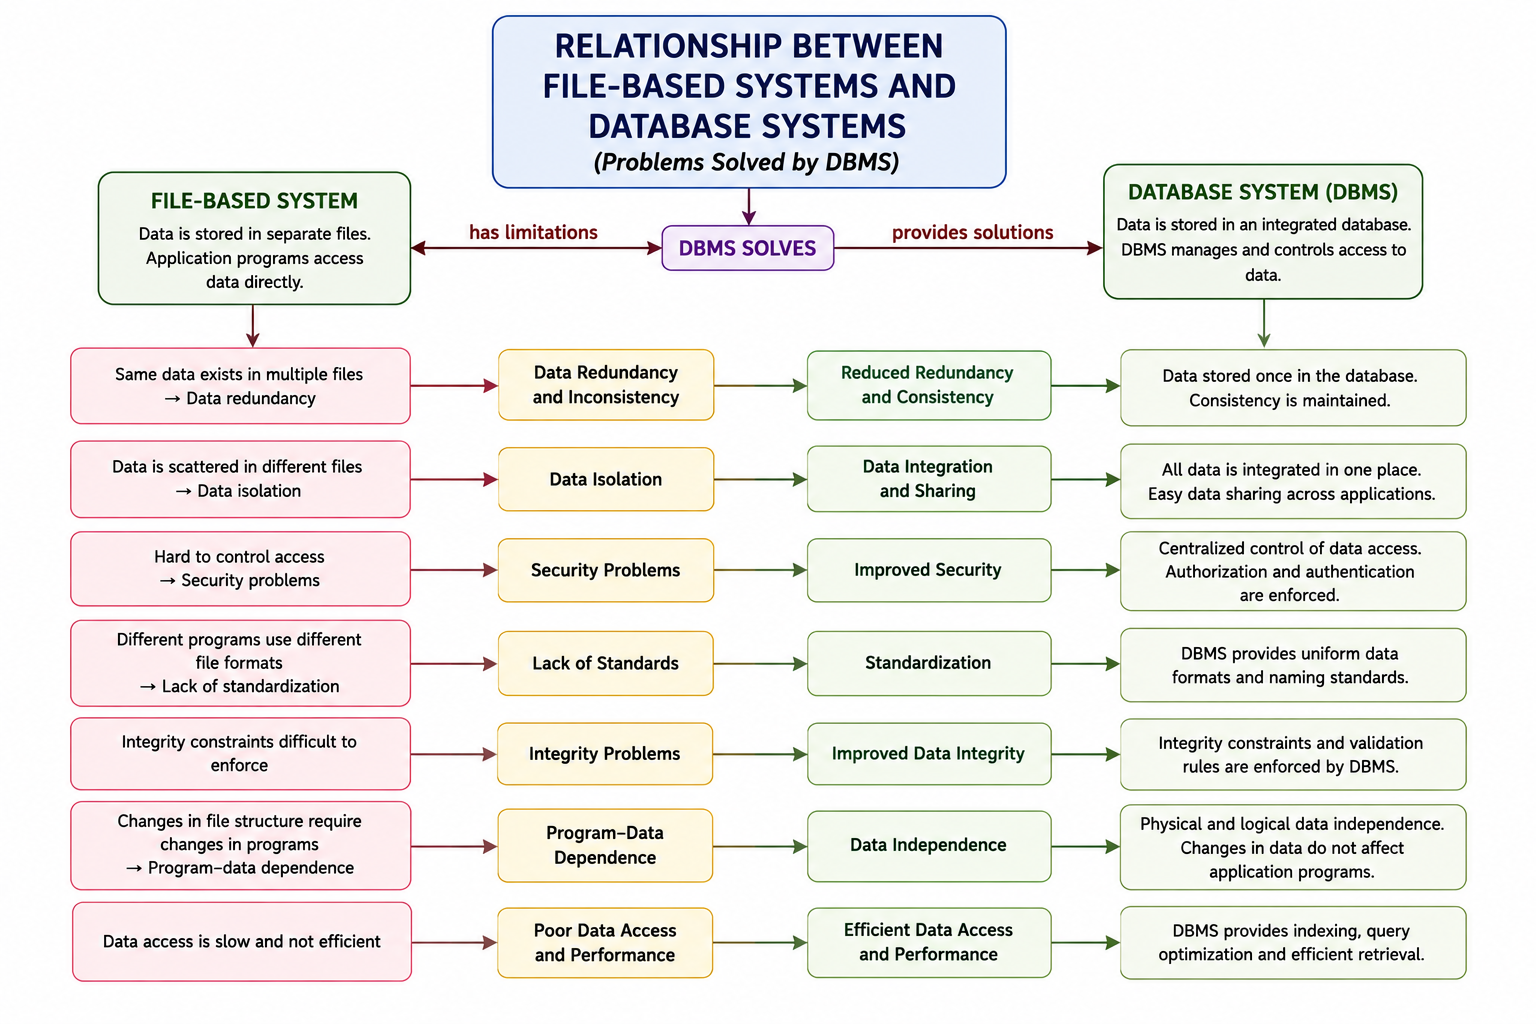 RELATIONSHIP BETWEEN
FILE-BASED SYSTEMS AND
DATABASE SYSTEMS
(Problems Solved by DBMS)
FILE-BASED SYSTEM
Data is stored in separate files.
Application programs access
data directly.
has limitations
DBMS SOLVES
provides solutions
DATABASE SYSTEM (DBMS)
Data is stored in an integrated database.
DBMS manages and controls access to
data.
Same data exists in multiple files
→ Data redundancy
Data Redundancy
and Inconsistency
Reduced Redundancy
and Consistency
Data stored once in the database.
Consistency is maintained.
Data is scattered in different files
→ Data isolation
Data Isolation
Data Integration
and Sharing
All data is integrated in one place.
Easy data sharing across applications.
Hard to control access
→ Security problems
Security Problems
Improved Security
Centralized control of data access.
Authorization and authentication
are enforced.
Different programs use different
file formats
→ Lack of standardization
Lack of Standards
Standardization
DBMS provides uniform data
formats and naming standards.
Integrity constraints difficult to
enforce
Integrity Problems
Improved Data Integrity
Integrity constraints and validation
rules are enforced by DBMS.
Changes in file structure require
changes in programs
→ Program–data dependence
Program–Data
Dependence
Data Independence
Physical and logical data independence.
Changes in data do not affect
application programs.
Data access is slow and not efficient
Poor Data Access
and Performance
Efficient Data Access
and Performance
DBMS provides indexing, query
optimization and efficient retrieval.